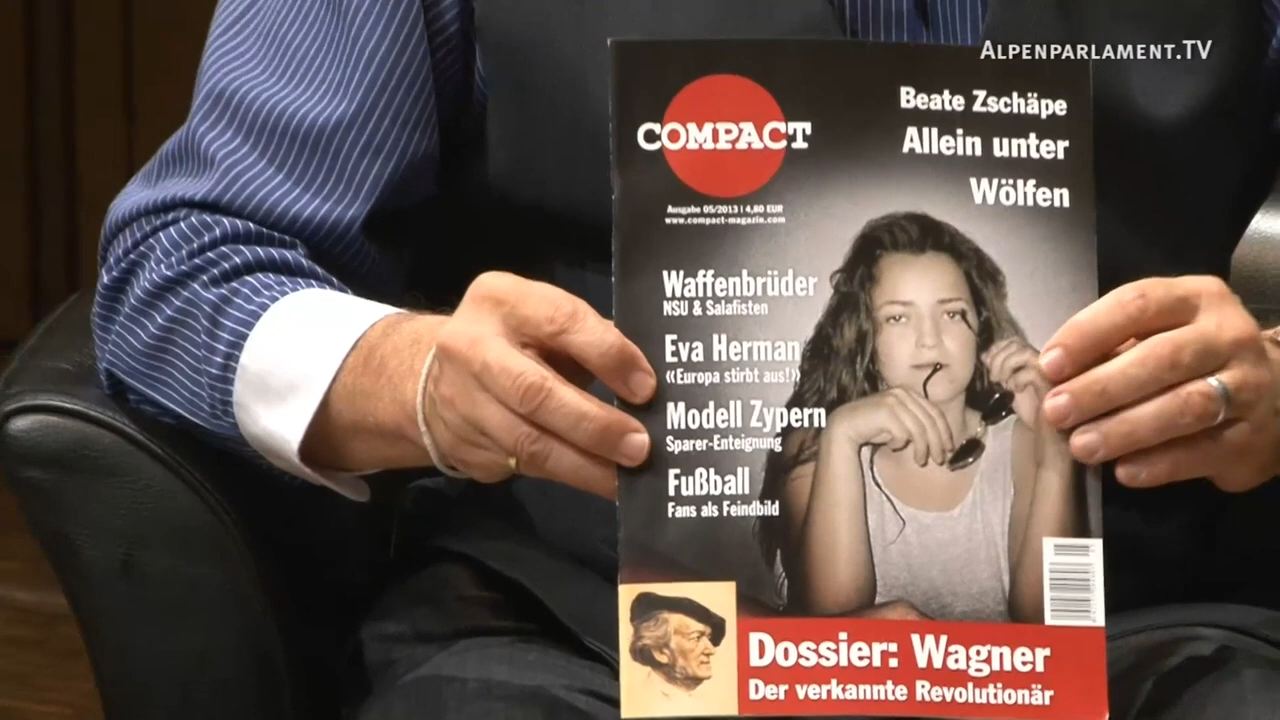 ALPENPARLAMENT.TV
COMPACT
Ausgabe 05/2013 | 4,80 EUR
www.compact-magazin.com
Beate Zschäpe
Allein unter
Wölfen
Waffenbrüder
NSU & Salafisten
Eva Herman
«Europa stirbt aus!»
Modell Zypern
Sparer-Enteignung
Fußball
Fans als Feindbild
Dossier: Wagner
Der verkannte Revolutionär